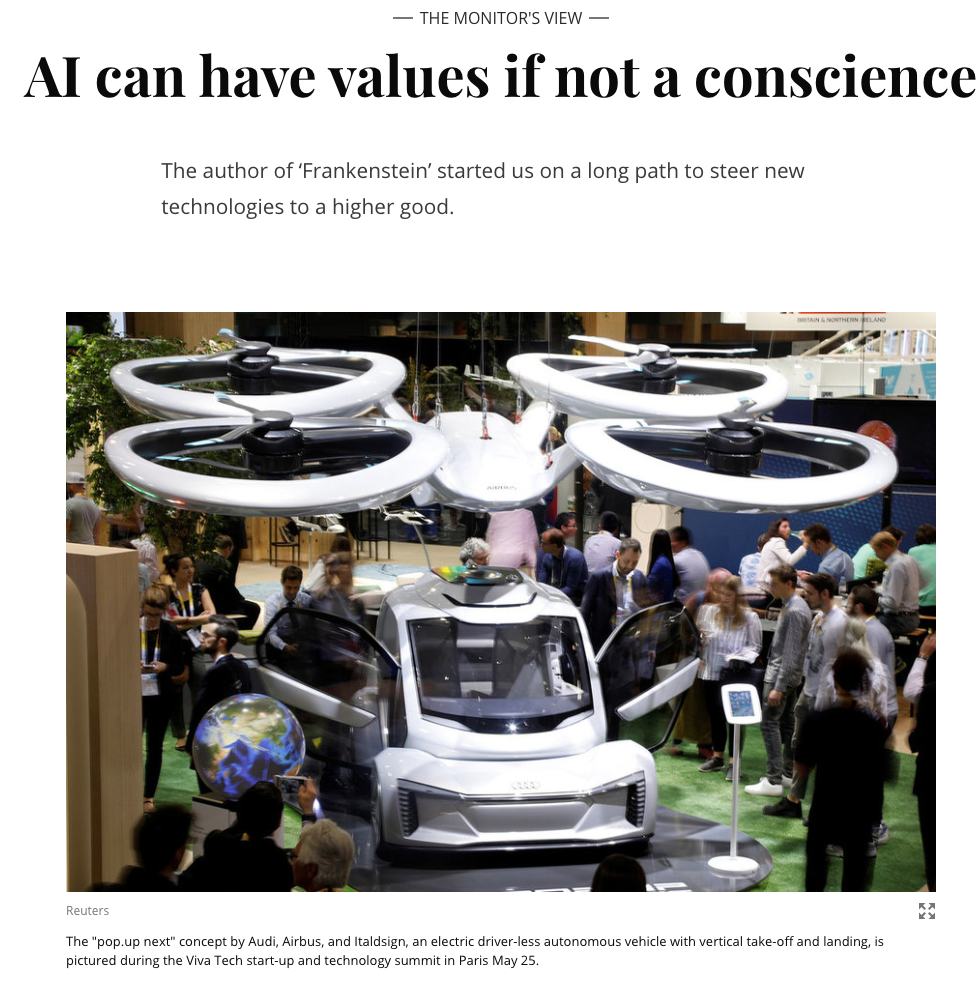 THE MONITOR'S VIEW
AI can have values if not a conscience
The author of ‘Frankenstein’ started us on a long path to steer new
technologies to a higher good.
BRITAIN & NORTHERN IRELAND
AIRBUS
Reuters
The "pop.up next" concept by Audi, Airbus, and Italdsign, an electric driver-less autonomous vehicle with vertical take-off and landing, is
pictured during the Viva Tech start-up and technology summit in Paris May 25.